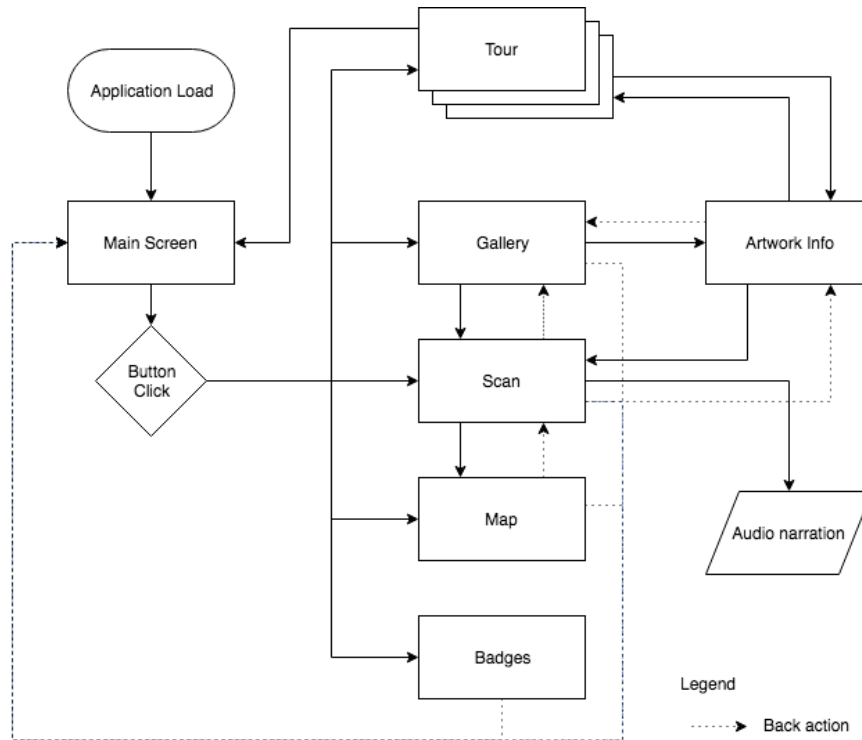 Tour
Application Load
Main Screen
Gallery
Artwork Info
Button
Click
Scan
Map
Audio narration
Badges
Legend
Back action